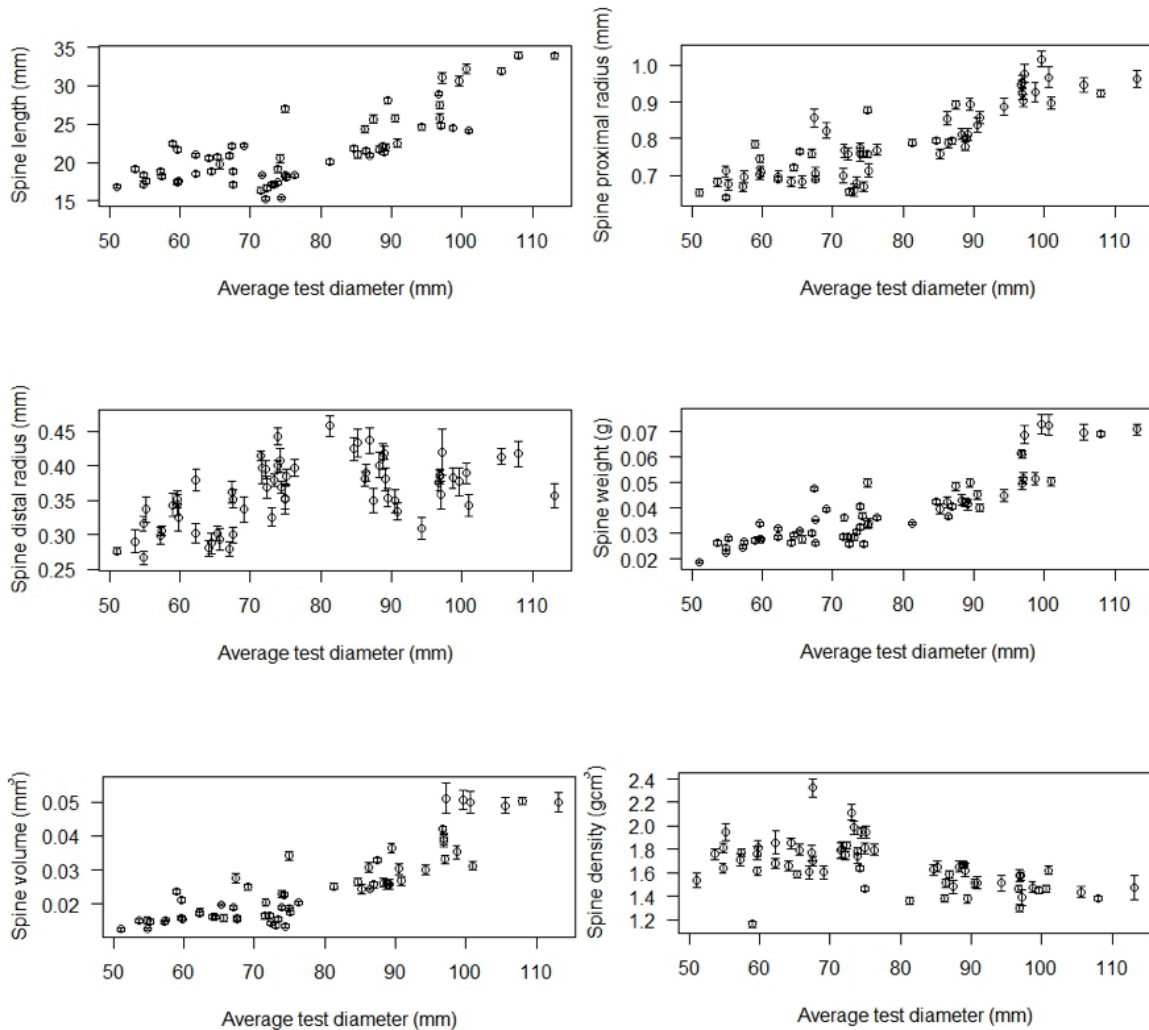 Spine length (mm)
35
30
25
20
15
50 60 70 80 90 100 110
Average test diameter (mm)
Spine proximal radius (mm)
1.0
0.9
0.8
0.7
50 60 70 80 90 100 110
Average test diameter (mm)
Spine distal radius (mm)
0.45
0.40
0.35
0.30
0.25
50 60 70 80 90 100 110
Average test diameter (mm)
Spine weight (g)
0.07
0.06
0.05
0.04
0.03
0.02
50 60 70 80 90 100 110
Average test diameter (mm)
Spine volume (mm³)
0.05
0.04
0.03
0.02
50 60 70 80 90 100 110
Average test diameter (mm)
Spine density (gcm³)
2.4
2.2
2.0
1.8
1.6
1.4
1.2
50 60 70 80 90 100 110
Average test diameter (mm)